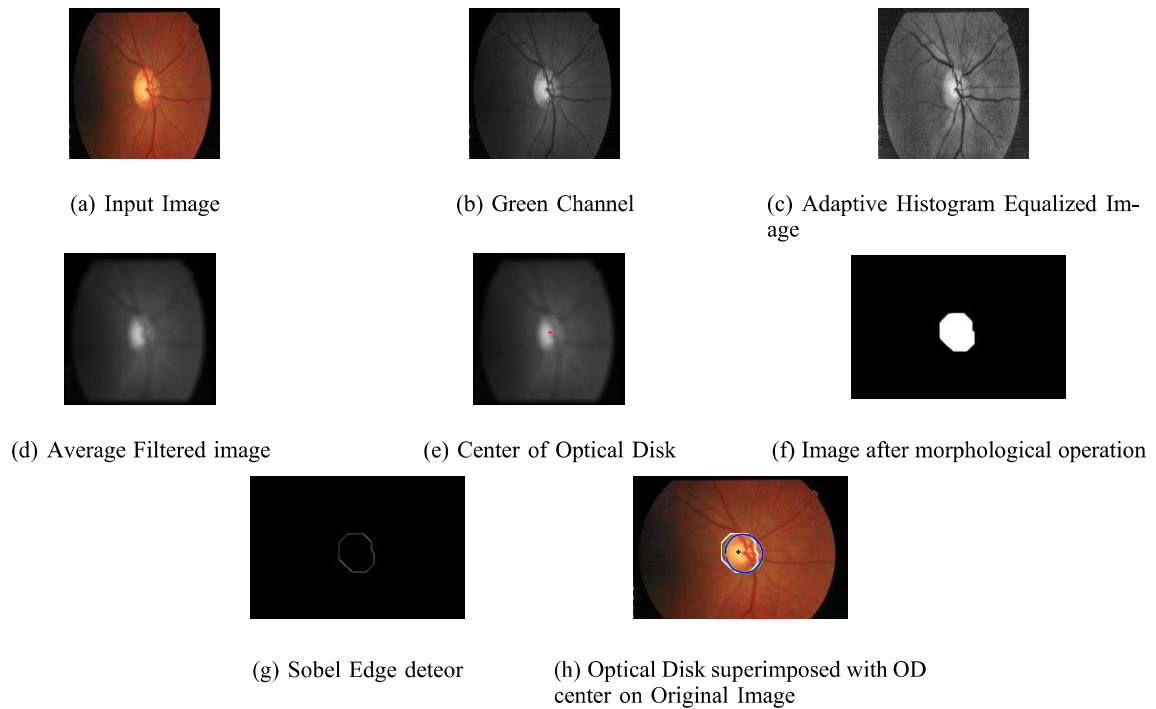 (a) Input Image
(b) Green Channel
(c) Adaptive Histogram Equalized Im-
age
(d) Average Filtered image
(e) Center of Optical Disk
(f) Image after morphological operation
(g) Sobel Edge deteor
(h) Optical Disk superimposed with OD
center on Original Image